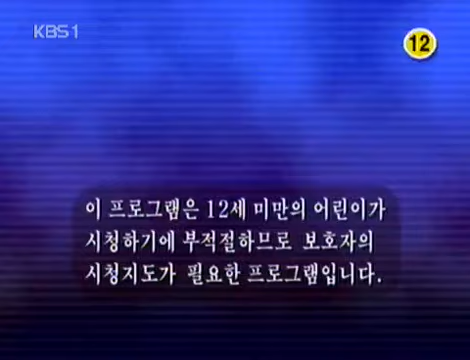 KBS1
12
이 프로그램은 12세 미만의 어린이가
시청하기에 부적절하므로 보호자의
시청지도가 필요한 프로그램입니다.